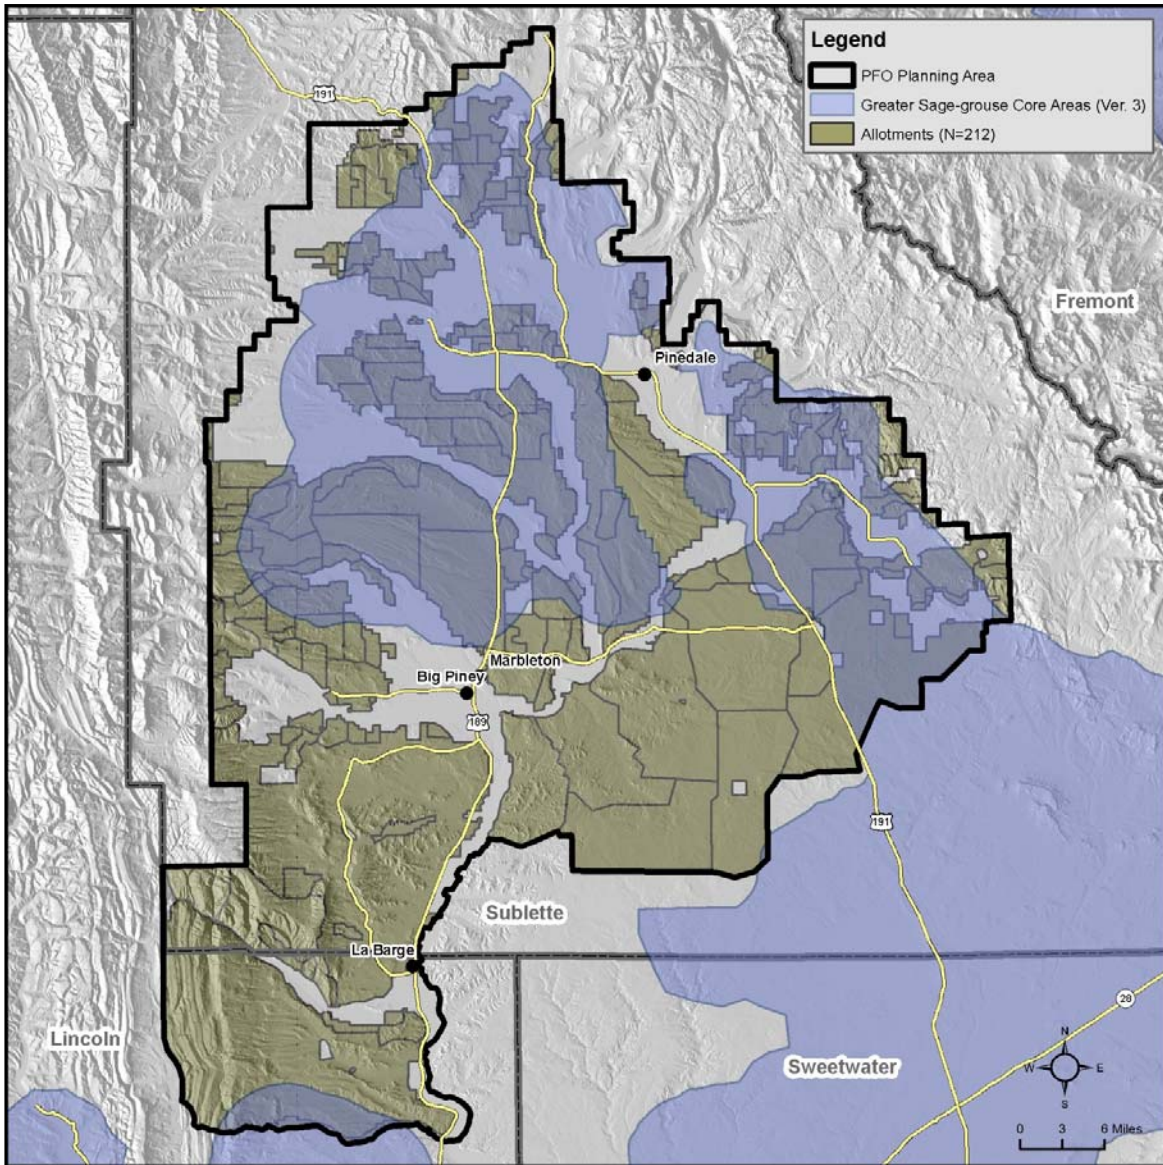 Legend
PFO Planning Area
Greater Sage-grouse Core Areas (Ver. 3)
Allotments (N=212)
191
Fremont
Pinedale
Marbleton
Big Piney
189
191
Sublette
La Barge
28
Lincoln
Sweetwater
N
W E
S
0 3 6 Miles